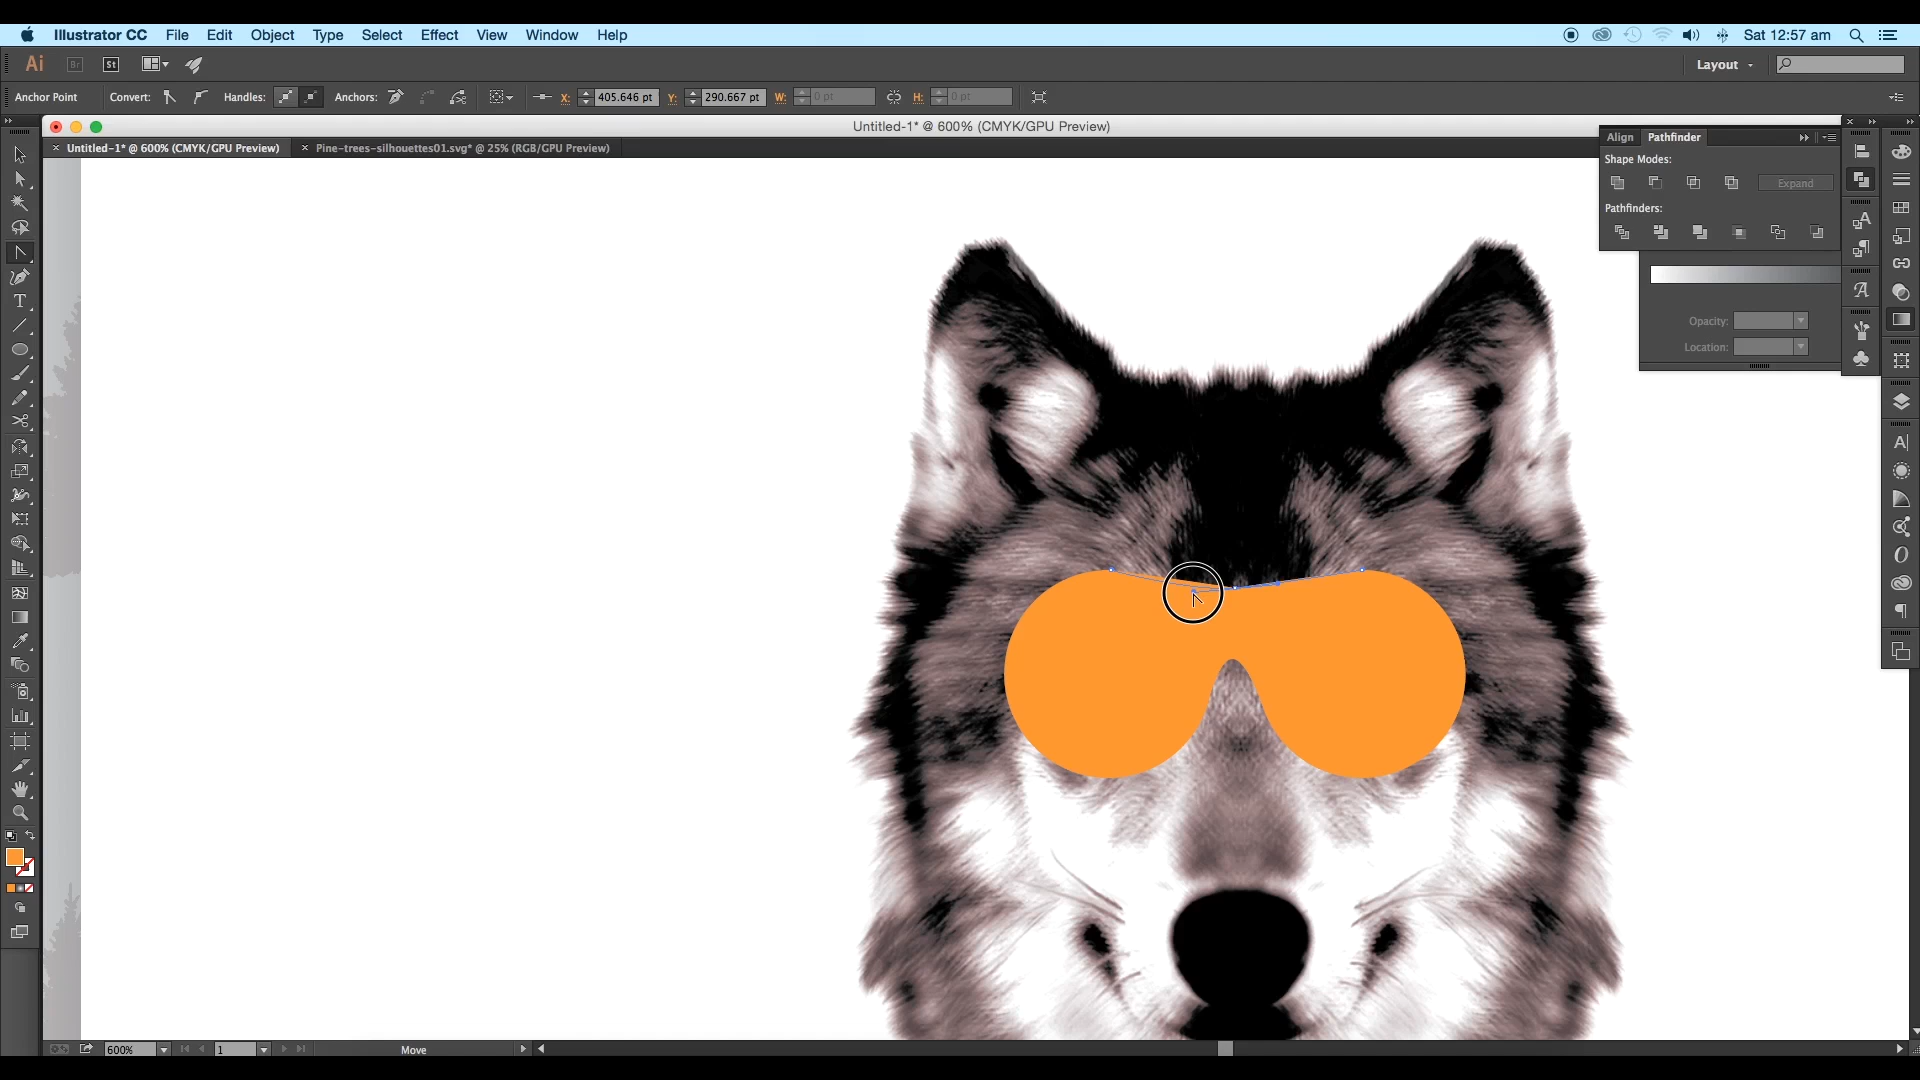 Illustrator CC File Edit Object Type Select Effect View Window Help Sat 12:57 am
Ai Br St Layout
Anchor Point Convert: Handles: Anchors: X: 405.646 pt Y: 290.667 pt W: 0 pt H: 0 pt
Untitled-1* @ 600% (CMYK/GPU Preview)
× Untitled-1* @ 600% (CMYK/GPU Preview) × Pine-trees-silhouettes01.svg* @ 25% (RGB/GPU Preview)
Align Pathfinder
Shape Modes:
Expand
Pathfinders:
Opacity:
Location:
600% 1 Move